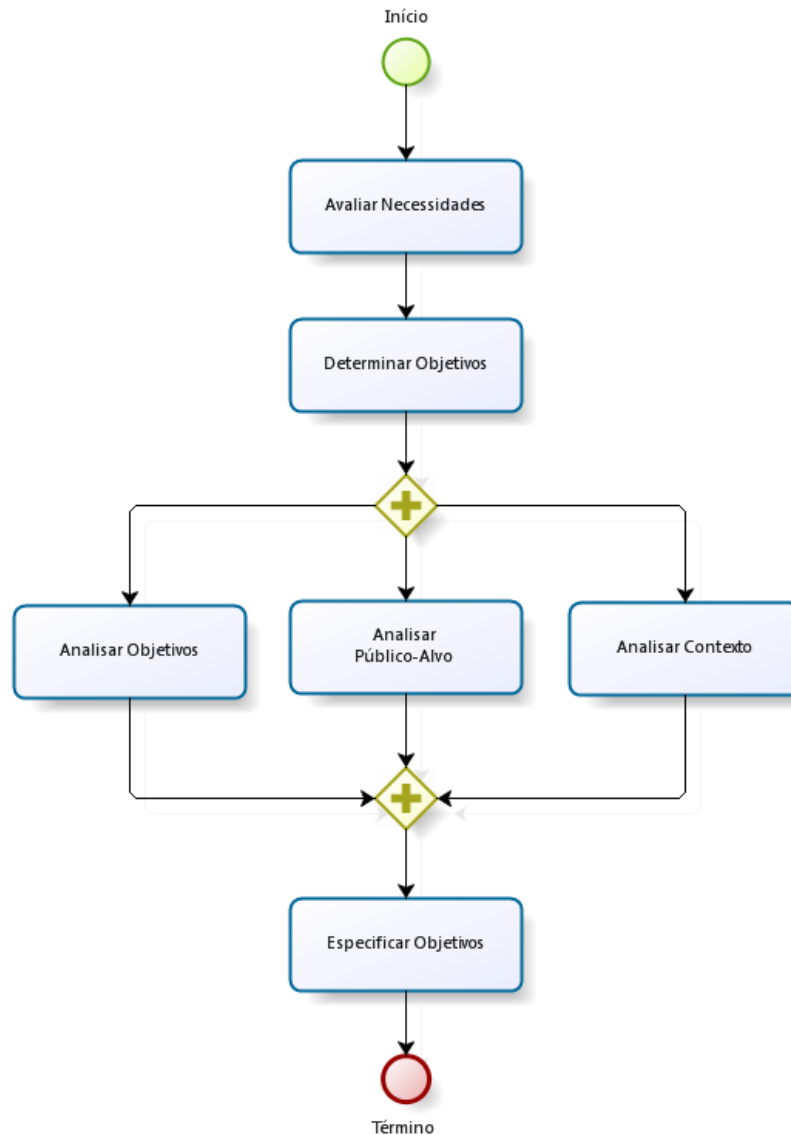 Início
Avaliar Necessidades
Determinar Objetivos
Analisar Objetivos
Analisar
Público-Alvo
Analisar Contexto
Especificar Objetivos
Término